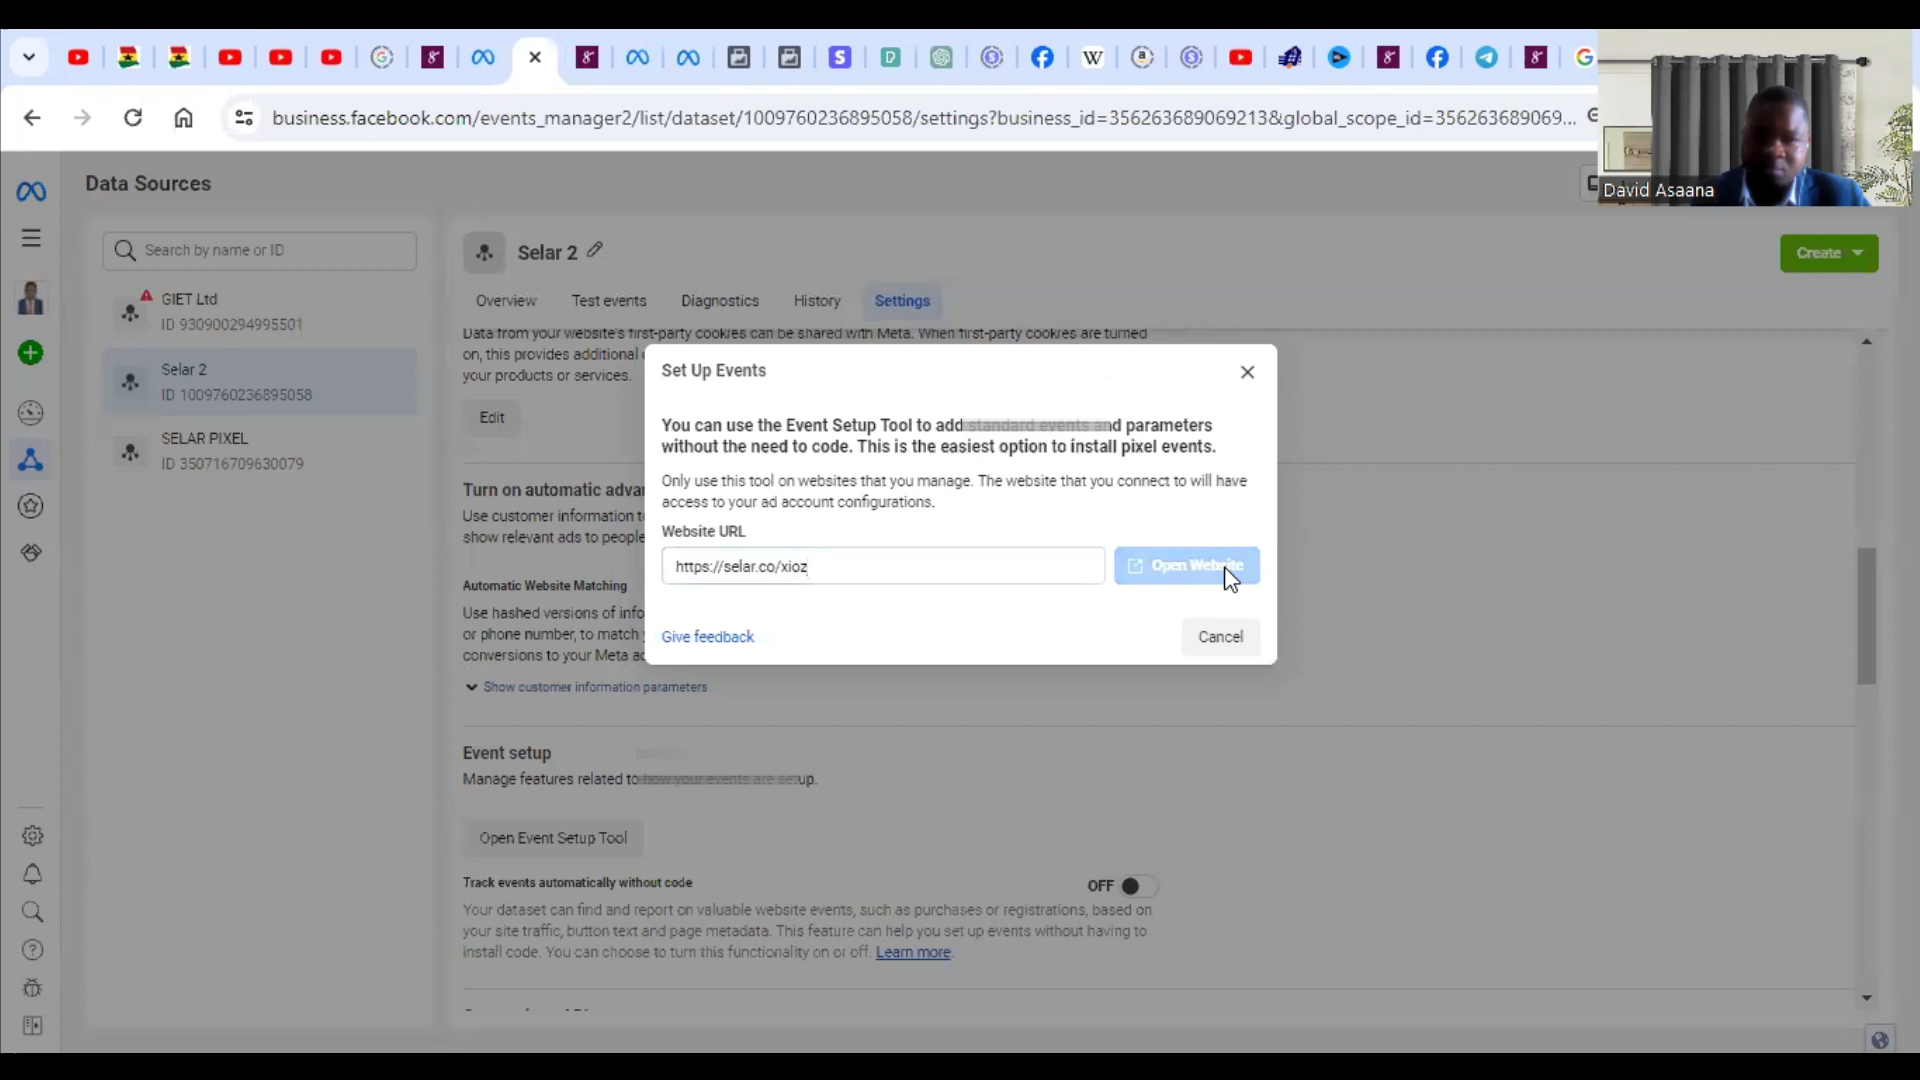 business.facebook.com/events_manager2/list/dataset/1009760236895058/settings?business_id=356263689069213&global_scope_id=356263689069...
David Asaana
Data Sources
Search by name or ID
GIET Ltd
ID 930900294995501
Selar 2
ID 1009760236895058
SELAR PIXEL
ID 350716709630079
Selar 2
Create
Overview
Test events
Diagnostics
History
Settings
Data from your website's first-party cookies can be shared with Meta. When first-party cookies are turned
on, this provides additional
your products or services.
Edit
Turn on automatic adva
Use customer information t
show relevant ads to people
Automatic Website Matching
Use hashed versions of info
or phone number, to match
conversions to your Meta ad
Show customer information parameters
Set Up Events
You can use the Event Setup Tool to add standard events and parameters
without the need to code. This is the easiest option to install pixel events.
Only use this tool on websites that you manage. The website that you connect to will have
access to your ad account configurations.
Website URL
https://selar.co/xioz
Open Website
Give feedback
Cancel
Event setup
Manage features related to how your events are setup.
Open Event Setup Tool
Track events automatically without code
OFF
Your dataset can find and report on valuable website events, such as purchases or registrations, based on
your site traffic, button text and page metadata. This feature can help you set up events without having to
install code. You can choose to turn this functionality on or off. Learn more.